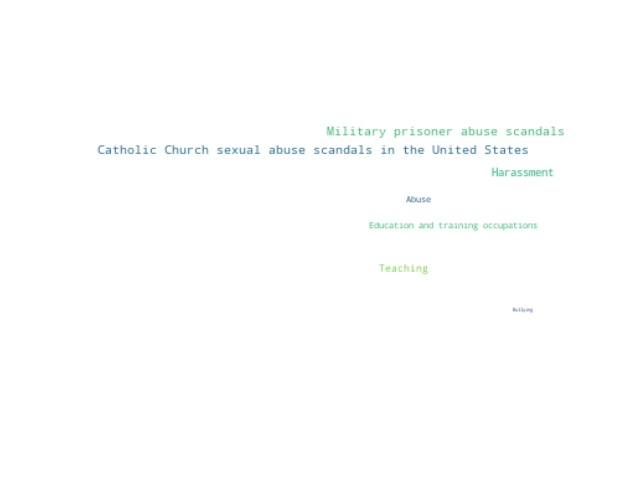 Military prisoner abuse scandals
Catholic Church sexual abuse scandals in the United States
Harassment
Abuse
Education and training occupations
Teaching
Bullying